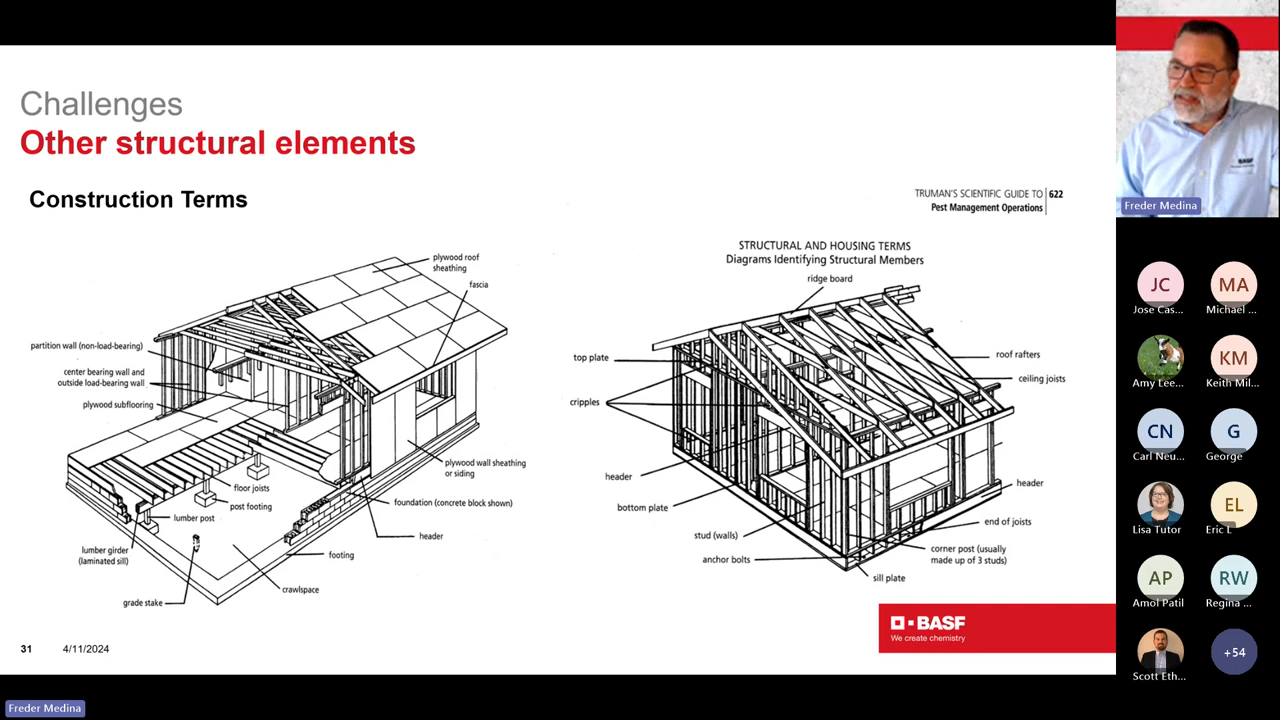 Challenges
Other structural elements
Construction Terms
TRUMAN'S SCIENTIFIC GUIDE TO 622
Pest Management Operations
plywood roof
sheathing
fascia
partition wall (non-load-bearing)
center bearing wall and
outside load-bearing wall
plywood subflooring
plywood wall sheathing
or siding
floor joists
post footing
foundation (concrete block shown)
lumber post
header
lumber girder
(laminated sill)
footing
crawlspace
grade stake
STRUCTURAL AND HOUSING TERMS
Diagrams Identifying Structural Members
ridge board
top plate
roof rafters
ceiling joists
cripples
header
header
bottom plate
end of joists
stud (walls)
corner post (usually
made up of 3 studs)
anchor bolts
sill plate
BASF
We create chemistry
31 4/11/2024
Freder Medina
BASF
Freder Medina
JC
MA
Jose Cas...
Michael ...
KM
Amy Lee...
Keith Mil...
CN
G
Carl Neu...
George
EL
Lisa Tutor
Eric L
AP
RW
Amol Patil
Regina ...
+54
Scott Eth...